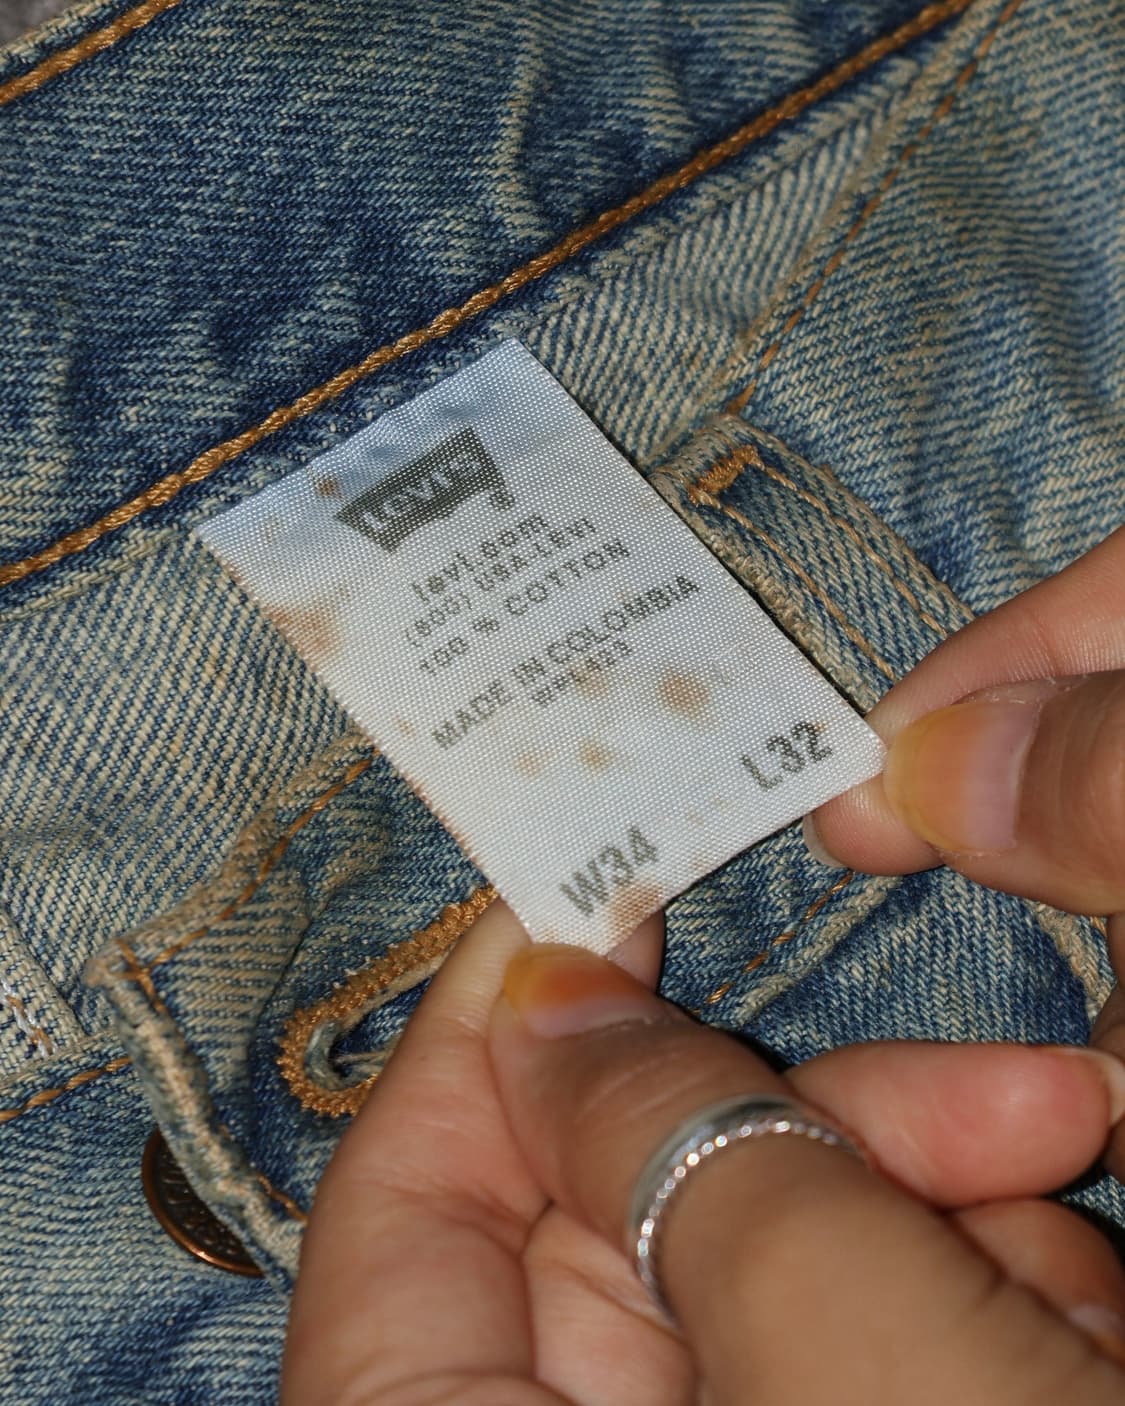 LEVI'S
levi.com
(800) USA-LEVI
100 % COTTON
MADE IN COLOMBIA
W34 L32